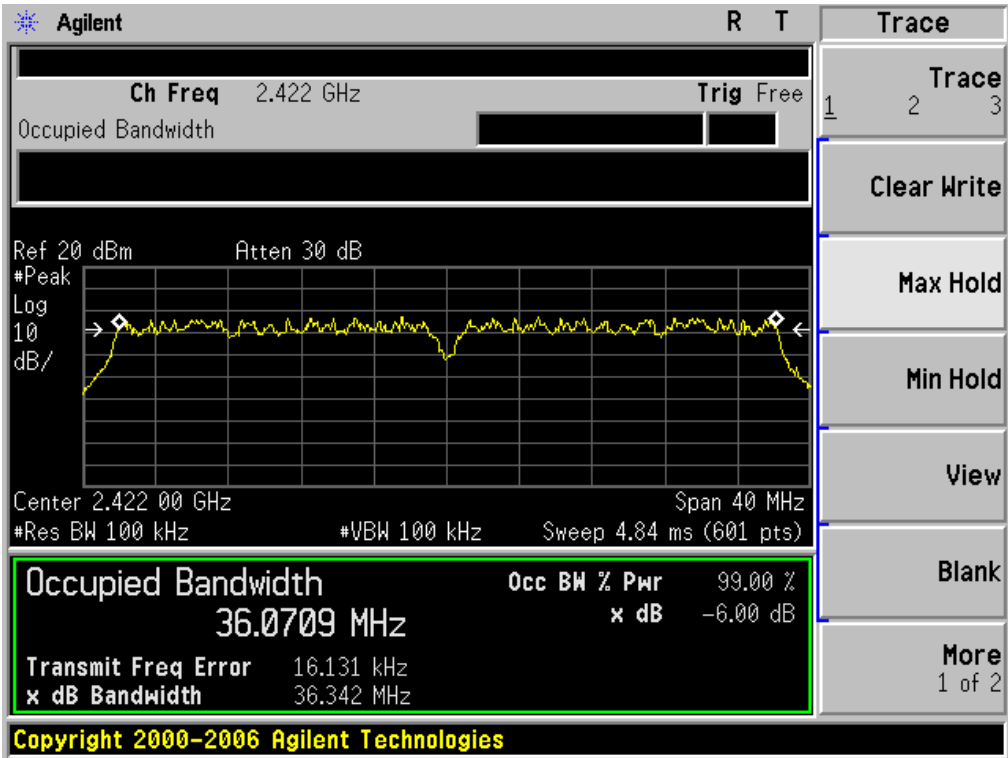 Agilent R T
Ch Freq 2.422 GHz Trig Free
Occupied Bandwidth
Ref 20 dBm Atten 30 dB
#Peak
Log
10
dB/
Center 2.422 00 GHz Span 40 MHz
#Res BW 100 kHz #VBW 100 kHz Sweep 4.84 ms (601 pts)
Occupied Bandwidth
36.0709 MHz
Occ BW % Pwr 99.00 %
x dB -6.00 dB
Transmit Freq Error 16.131 kHz
x dB Bandwidth 36.342 MHz
Copyright 2000-2006 Agilent Technologies
Trace
Trace
1 2 3
Clear Write
Max Hold
Min Hold
View
Blank
More
1 of 2